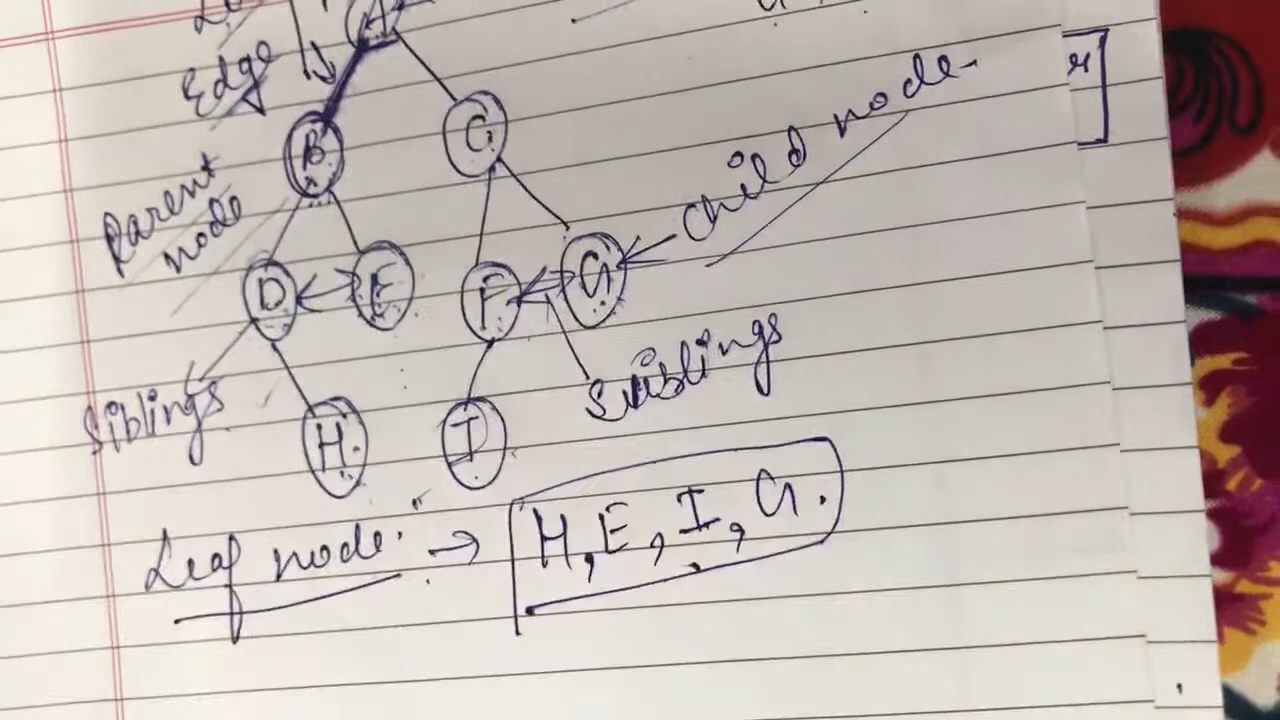 A
Edge
B
C
Parent
node
child node.
D
E
F
G
siblings
siblings
H
I
Leaf node. → H, E, I, G.